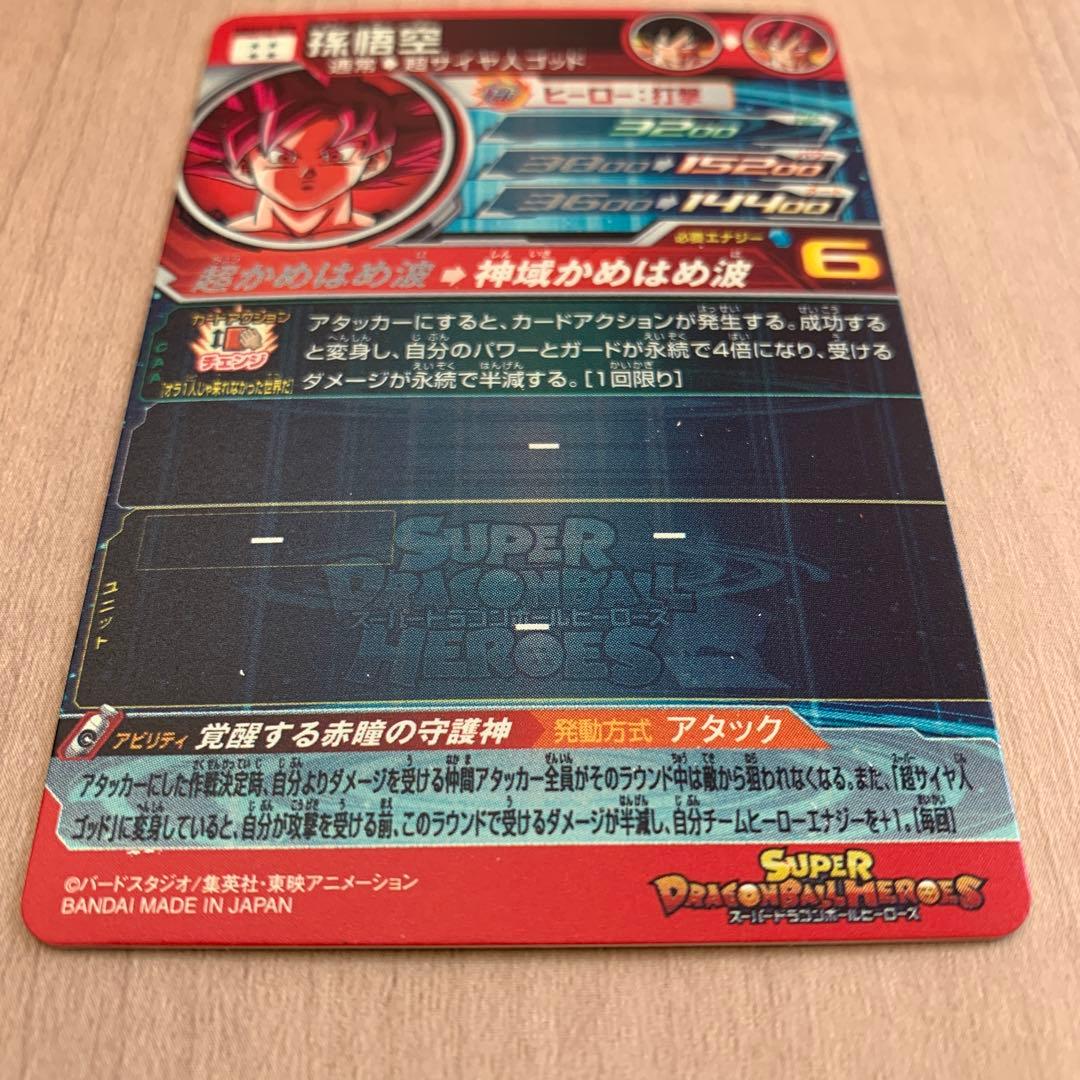 孫悟空
通常 超サイヤ人ゴッド
ヒーロー:打撃
3200
3800 15200
3600 14400
必要エナジー 6
超かめはめ波 神域かめはめ波
カードアクション
チェンジ
[オラ1人じゃ来れなかった世界だ]
CAA
アタッカーにすると、カードアクションが発生する。成功する
と変身し、自分のパワーとガードが永続で4倍になり、受ける
ダメージが永続で半減する。[1回限り]
ー
ユニット
ー ー
ー
SUPER
DRAGONBALL
スーパードラゴンボールヒーローズ
HEROES
アビリティ 覚醒する赤瞳の守護神 発動方式 アタック
アタッカーにした作戦決定時、自分よりダメージを受ける仲間アタッカー全員がそのラウンド中は敵から狙われなくなる。また、「超サイヤ人
ゴッド」に変身していると、自分が攻撃を受ける前、このラウンドで受けるダメージが半減し、自分チームヒーローエナジーを+1。[毎回]
©バードスタジオ/集英社・東映アニメーション
BANDAI MADE IN JAPAN
SUPER
DRAGONBALL HEROES
スーパードラゴンボールヒーローズ